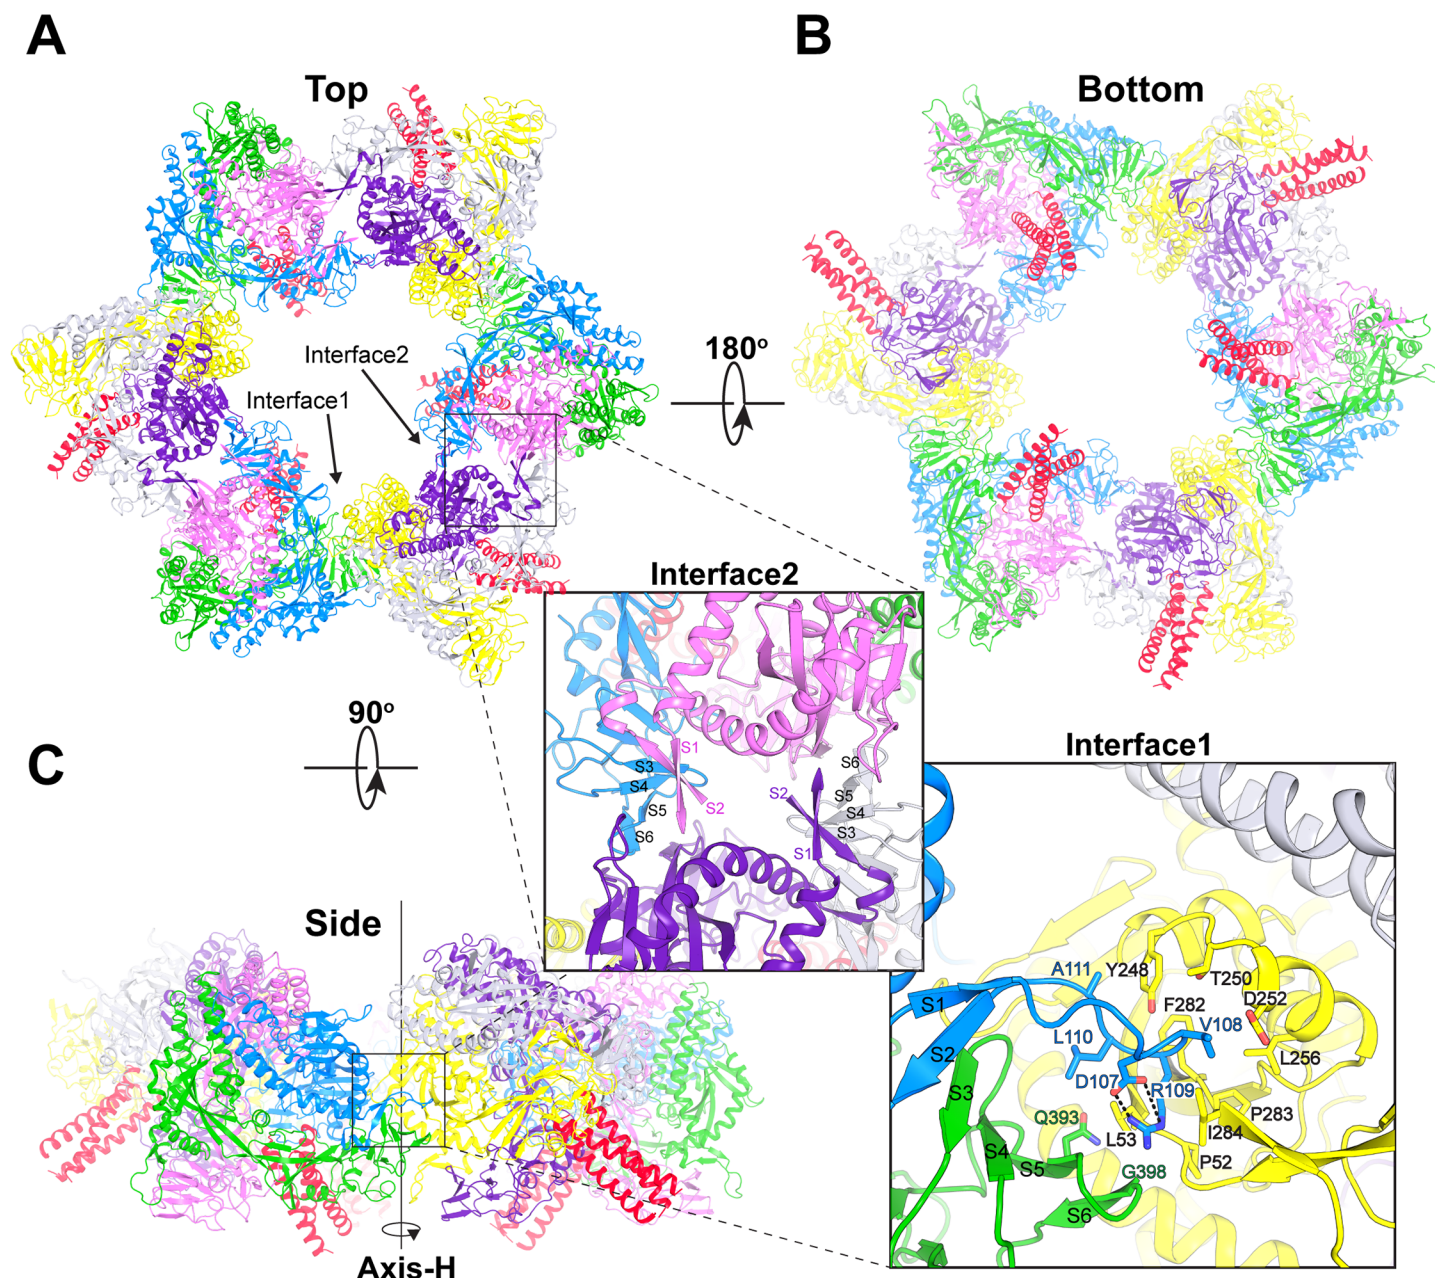 A
B
Top
Bottom
Interface2
Interface1
180°
90°
C
Interface2
S1
S3
S4
S2
S5
S6
S6
S2
S5
S4
S3
S1
Interface1
A111
Y248
T250
S1
F282
D252
V108
L110
S2
L256
D107
R109
S3
P283
Q393
L53
I284
S4
S5
P52
G398
S6
Side
Axis-H